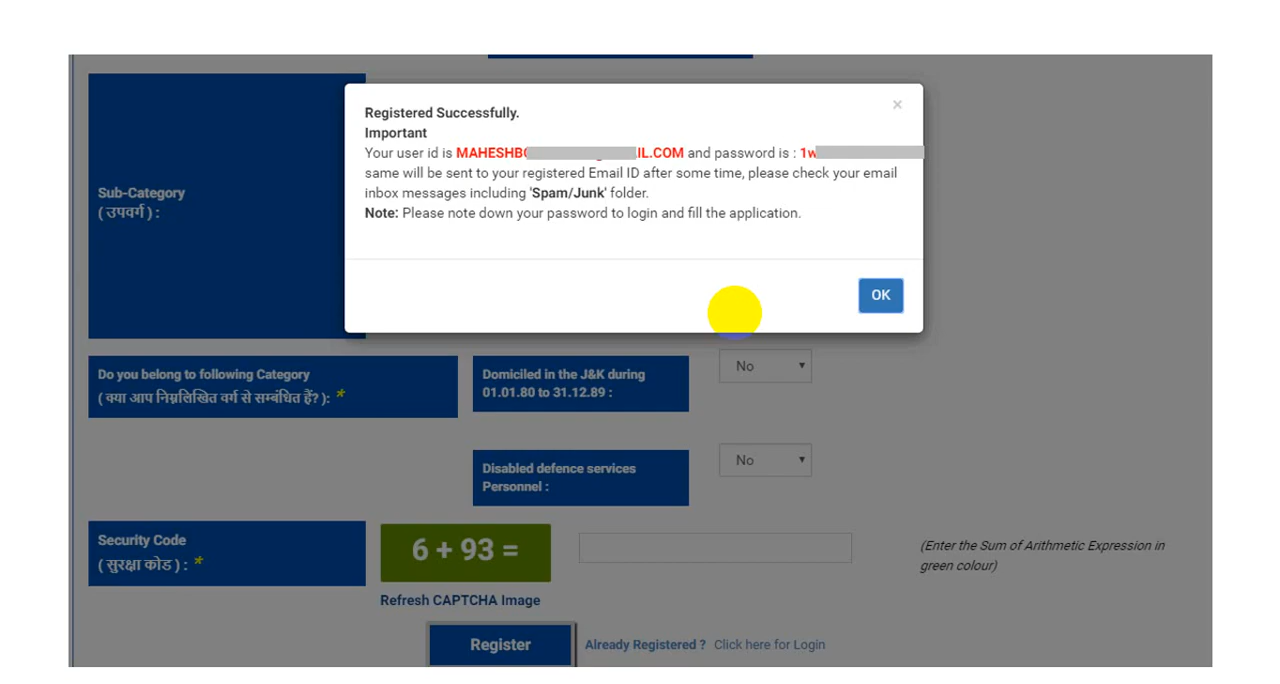 Registered Successfully.
×
Important
Your user id is MAHESHB IL.COM and password is : 1w
same will be sent to your registered Email ID after some time, please check your email
inbox messages including 'Spam/Junk' folder.
Note: Please note down your password to login and fill the application.
OK
Sub-Category
( उपवर्ग ) :
Do you belong to following Category
( क्या आप निम्नलिखित वर्ग से सम्बंधित हैं? ): *
Domiciled in the J&K during
01.01.80 to 31.12.89 :
No
Disabled defence services
Personnel :
No
Security Code
( सुरक्षा कोड ) : *
6 + 93 =
(Enter the Sum of Arithmetic Expression in
green colour)
Refresh CAPTCHA Image
Register
Already Registered ? Click here for Login